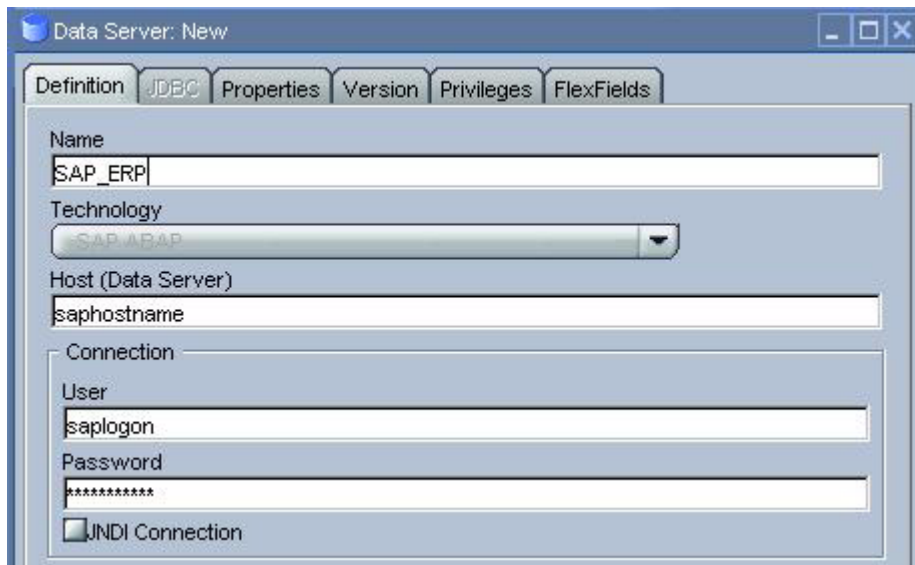 Data Server: New
Definition JDBC Properties Version Privileges FlexFields
Name
SAP_ERP
Technology
SAP ABAP
Host (Data Server)
saphostname
Connection
User
saplogon
Password
***********
JNDI Connection